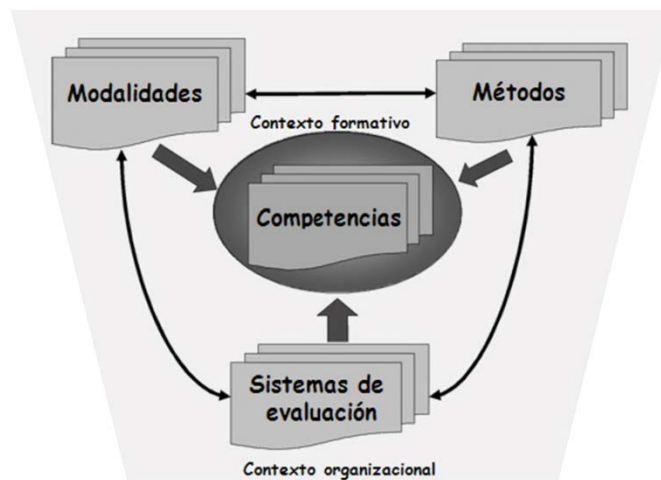 Modalidades
Métodos
Contexto formativo
Competencias
Sistemas de
evaluación
Contexto organizacional